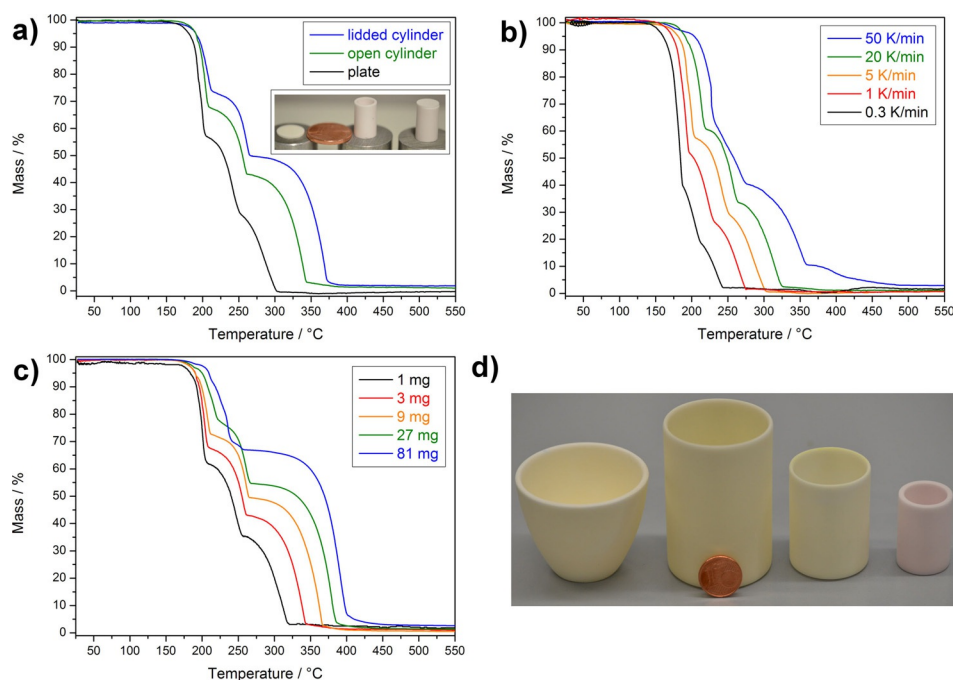 a)
lidded cylinder
open cylinder
plate
Mass / %
100
90
80
70
60
50
40
30
20
10
0
50 100 150 200 250 300 350 400 450 500 550
Temperature / °C
b)
50 K/min
20 K/min
5 K/min
1 K/min
0.3 K/min
Mass / %
100
90
80
70
60
50
40
30
20
10
0
50 100 150 200 250 300 350 400 450 500 550
Temperature / °C
c)
1 mg
3 mg
9 mg
27 mg
81 mg
Mass / %
100
90
80
70
60
50
40
30
20
10
0
50 100 150 200 250 300 350 400 450 500 550
Temperature / °C
d)